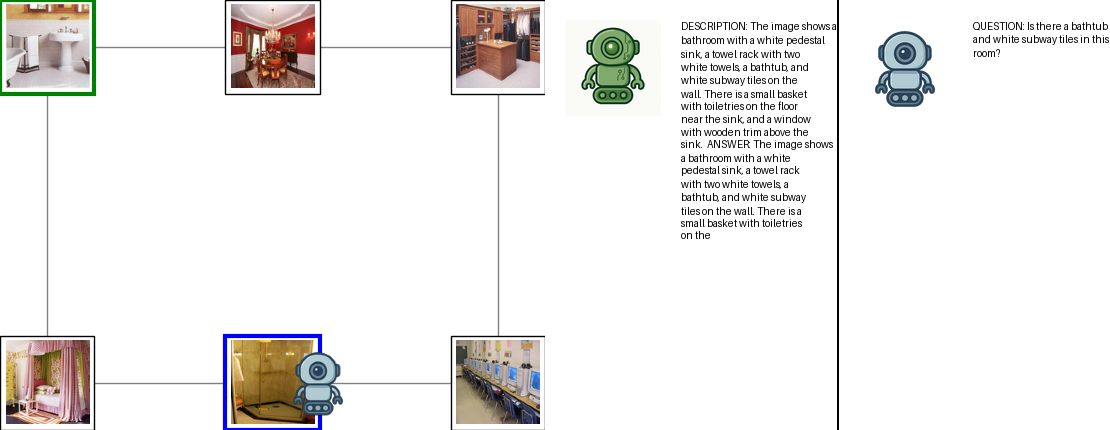 DESCRIPTION: The image shows a
bathroom with a white pedestal
sink, a towel rack with two
white towels, a bathtub, and
white subway tiles on the
wall. There is a small basket
with toiletries on the floor
near the sink, and a window
with wooden trim above the
sink. ANSWER: The image shows
a bathroom with a white
pedestal sink, a towel rack
with two white towels, a
bathtub, and white subway
tiles on the wall. There is a
small basket with toiletries
on the
QUESTION: Is there a bathtub
and white subway tiles in this
room?